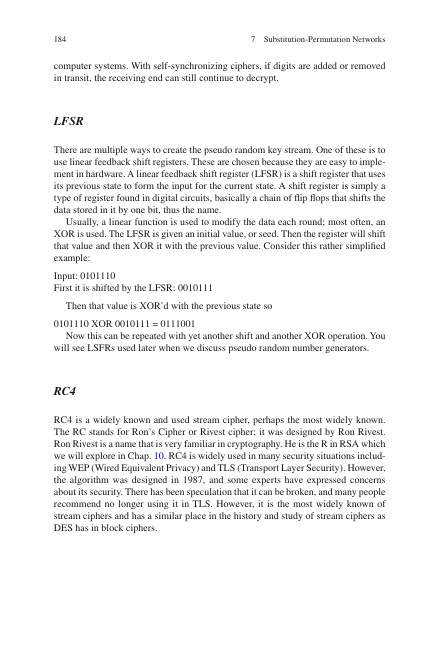 184 7 Substitution-Permutation Networks
computer systems. With self-synchronizing ciphers, if digits are added or removed
in transit, the receiving end can still continue to decrypt.
LFSR
There are multiple ways to create the pseudo random key stream. One of these is to
use linear feedback shift registers. These are chosen because they are easy to imple-
ment in hardware. A linear feedback shift register (LFSR) is a shift register that uses
its previous state to form the input for the current state. A shift register is simply a
type of register found in digital circuits, basically a chain of flip flops that shifts the
data stored in it by one bit, thus the name.
Usually, a linear function is used to modify the data each round; most often, an
XOR is used. The LFSR is given an initial value, or seed. Then the register will shift
that value and then XOR it with the previous value. Consider this rather simplified
example:
Input: 0101110
First it is shifted by the LFSR: 0010111
Then that value is XOR'd with the previous state so
0101110 XOR 0010111 = 0111001
Now this can be repeated with yet another shift and another XOR operation. You
will see LSFRs used later when we discuss pseudo random number generators.
RC4
RC4 is a widely known and used stream cipher, perhaps the most widely known.
The RC stands for Ron's Cipher or Rivest cipher; it was designed by Ron Rivest.
Ron Rivest is a name that is very familiar in cryptography. He is the R in RSA which
we will explore in Chap. 10. RC4 is widely used in many security situations includ-
ing WEP (Wired Equivalent Privacy) and TLS (Transport Layer Security). However,
the algorithm was designed in 1987, and some experts have expressed concerns
about its security. There has been speculation that it can be broken, and many people
recommend no longer using it in TLS. However, it is the most widely known of
stream ciphers and has a similar place in the history and study of stream ciphers as
DES has in block ciphers.